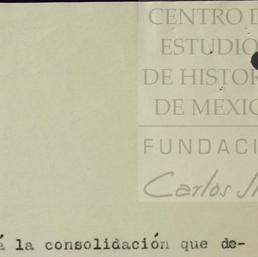 CENTRO D
ESTUDIO
DE HISTOR
DE MEXIC
FUNDACI
Carlos
á la consolidación que de-